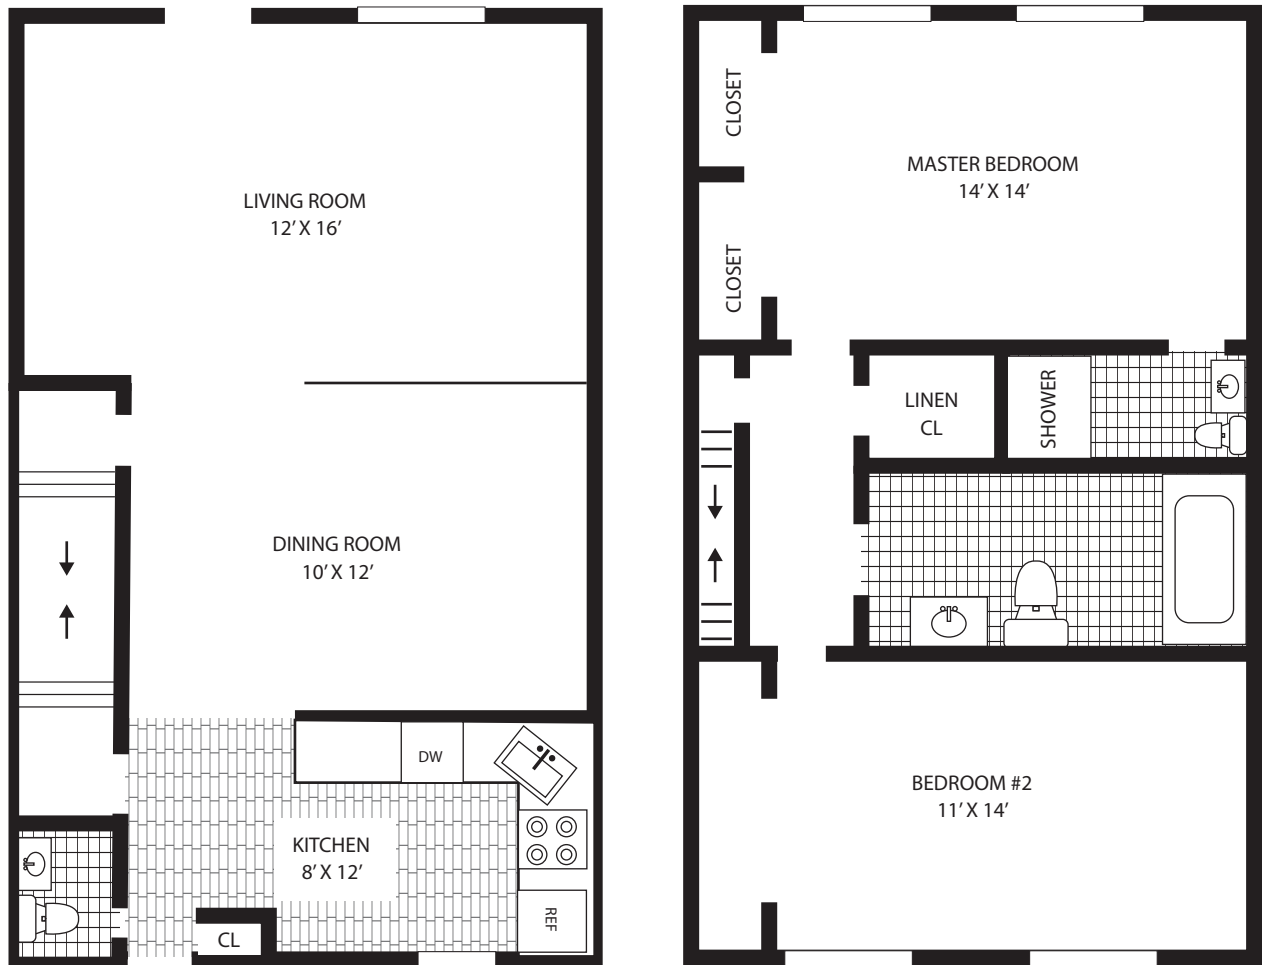 LIVING ROOM
12’ X 16’
DINING ROOM
10’ X 12’
DW
KITCHEN
8’ X 12’
REF
CL
CLOSET
CLOSET
MASTER BEDROOM
14’ X 14’
LINEN
CL
SHOWER
BEDROOM #2
11’ X 14’